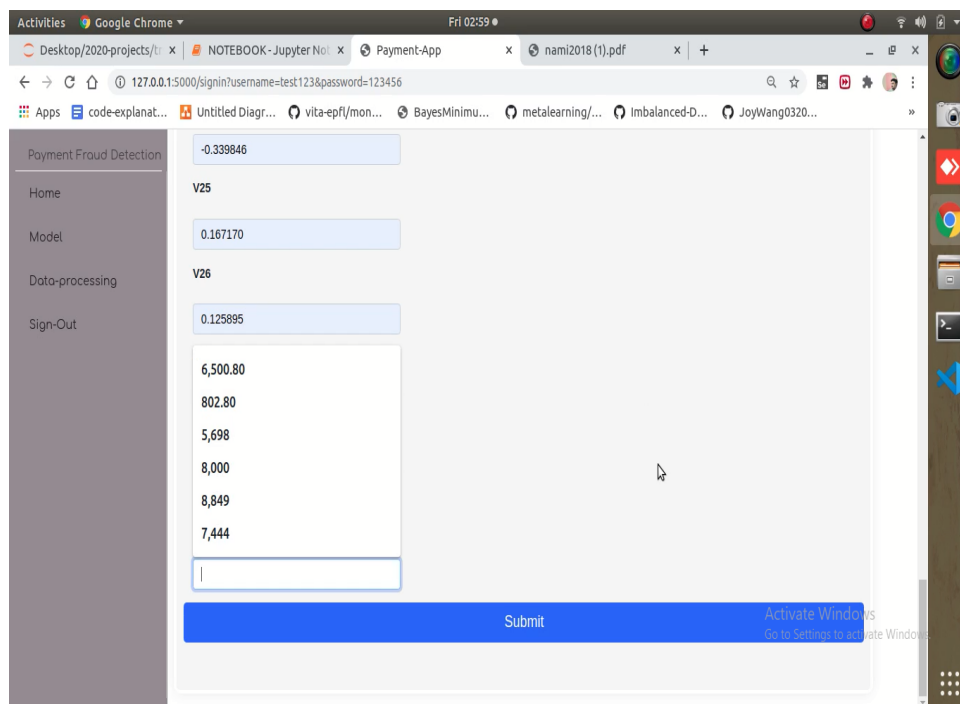 Activities Google Chrome ▾ Fri 02:59 ●
Desktop/2020-projects/tr × NOTEBOOK - Jupyter Not × Payment-App × nami2018 (1).pdf × +
127.0.0.1:5000/signin?username=test123&password=123456
Apps code-explanat... Untitled Diagr... vita-epfl/mon... BayesMinimu... metalearning/... Imbalanced-D... JoyWang0320... »
Payment Fraud Detection
Home
Model
Data-processing
Sign-Out
-0.339846
V25
0.167170
V26
0.125895
6,500.80
802.80
5,698
8,000
8,849
7,444
Submit
Activate Windows
Go to Settings to activate Windows